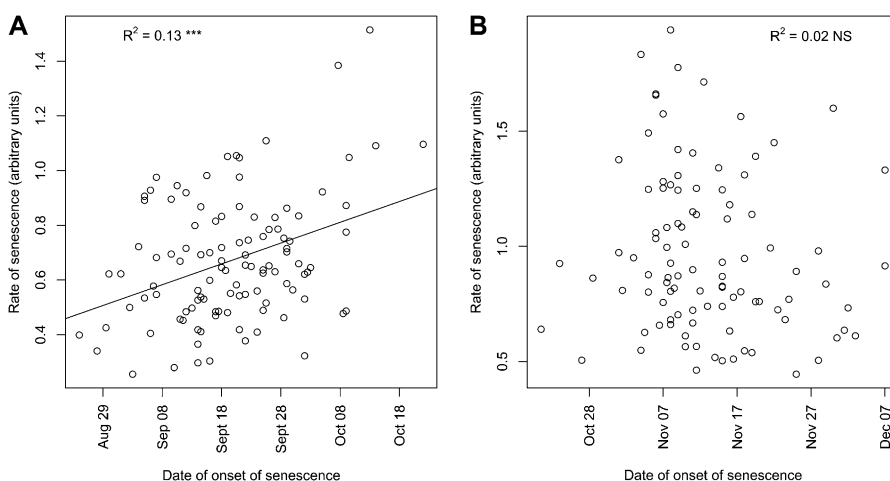 A
R² = 0.13 ***
Rate of senescence (arbitrary units)
1.4
1.2
1.0
0.8
0.6
0.4
Aug 29
Sep 08
Sept 18
Sept 28
Oct 08
Oct 18
Date of onset of senescence
B
R² = 0.02 NS
Rate of senescence (arbitrary units)
1.5
1.0
0.5
Oct 28
Nov 07
Nov 17
Nov 27
Dec 07
Date of onset of senescence